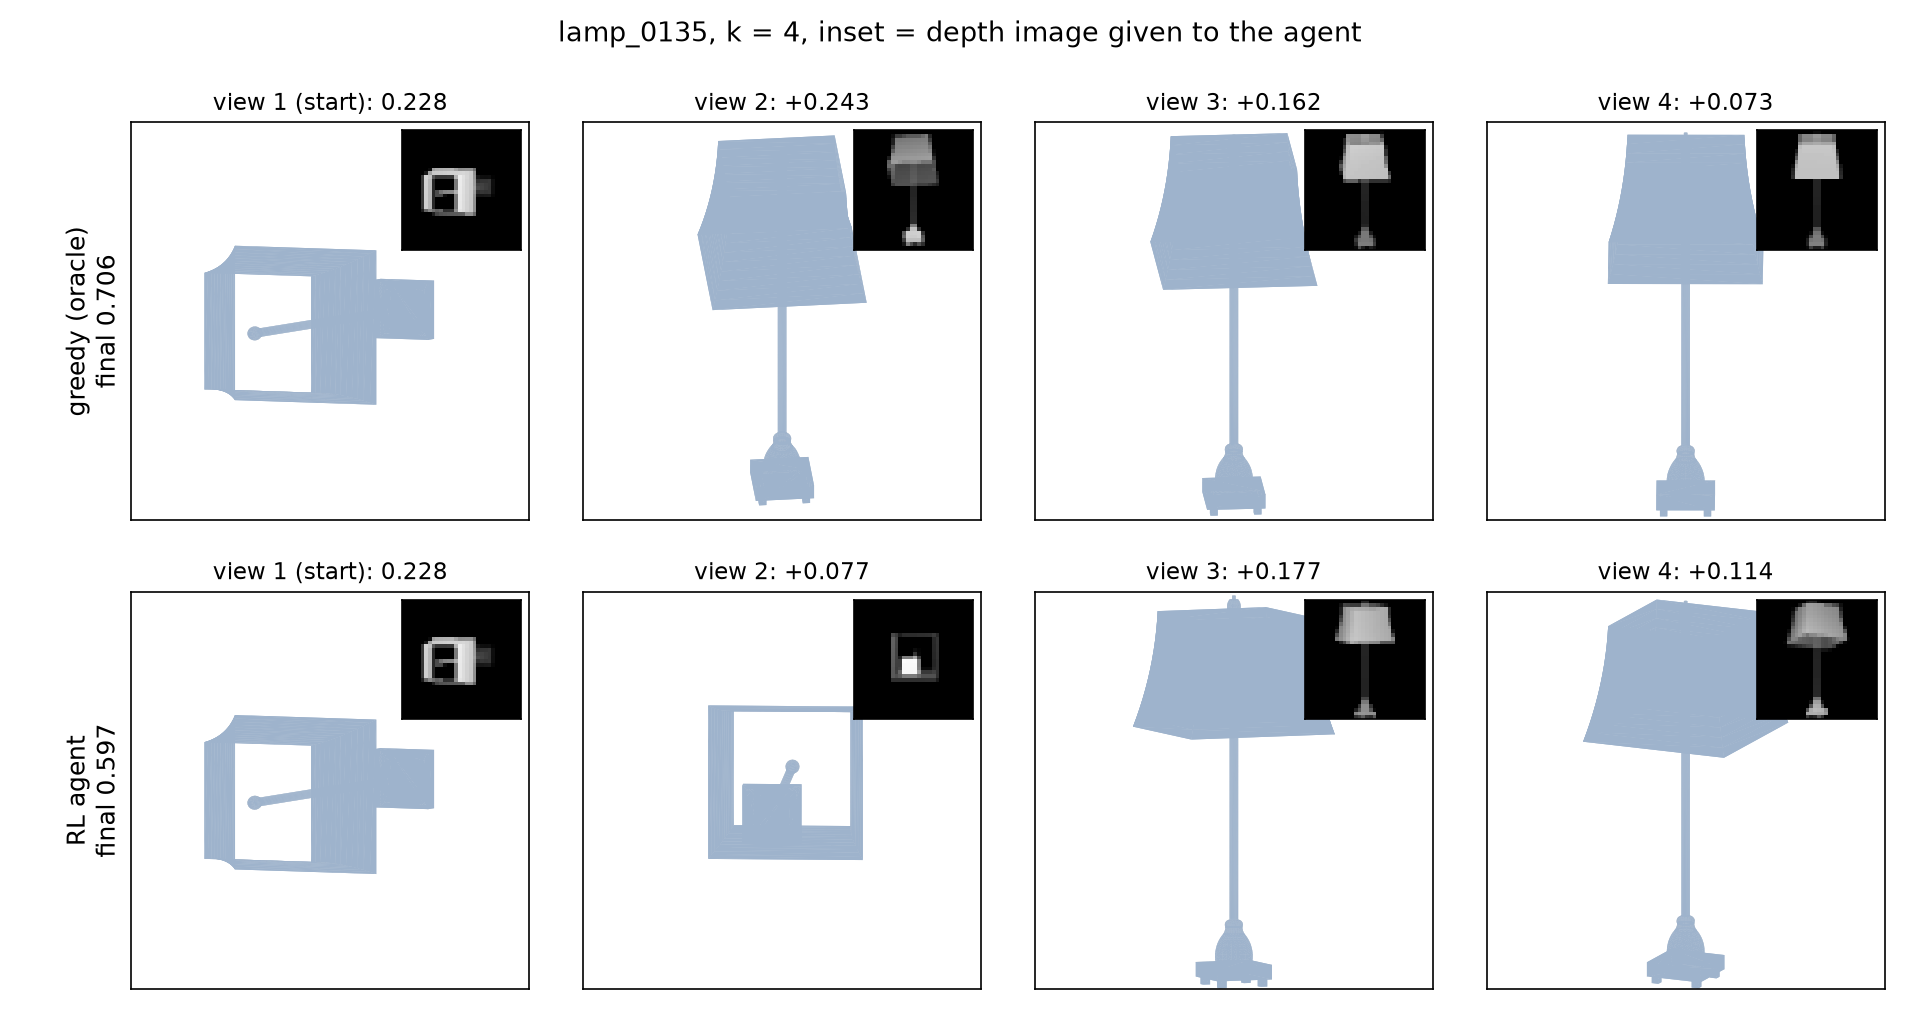 lamp_0135, k = 4, inset = depth image given to the agent
view 1 (start): 0.228
view 2: +0.243
view 3: +0.162
view 4: +0.073
greedy (oracle)
final 0.706
view 1 (start): 0.228
view 2: +0.077
view 3: +0.177
view 4: +0.114
RL agent
final 0.597